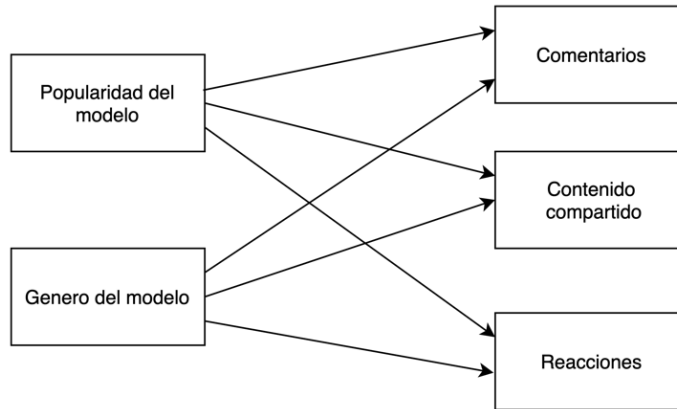 Popularidad del
modelo
Genero del modelo
Comentarios
Contenido
compartido
Reacciones